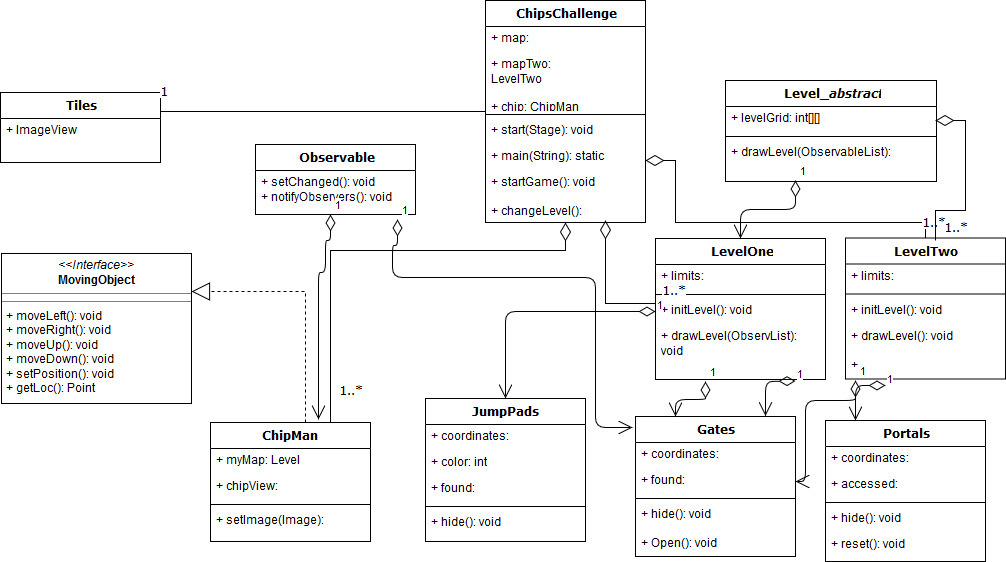 ChipsChallenge
+ map:
+ mapTwo:
LevelTwo
+ chip: ChipMan
+ start(Stage): void
+ main(String): static
+ startGame(): void
+ changeLevel():
Tiles
+ ImageView
1
Level_abstract
+ levelGrid: int[][]
+ drawLevel(ObservableList):
1
Observable
+ setChanged(): void
+ notifyObservers(): void
1
1
1..*
1..*
<<Interface>>
MovingObject
+ moveLeft(): void
+ moveRight(): void
+ moveUp(): void
+ moveDown(): void
+ setPosition(): void
+ getLoc(): Point
LevelOne
+ limits:
1..*
1
+ initLevel(): void
+ drawLevel(ObservList):
void
1
1
LevelTwo
+ limits:
+ initLevel(): void
+ drawLevel(): void
+
1
1
1..*
ChipMan
+ myMap: Level
+ chipView:
+ setImage(Image):
JumpPads
+ coordinates:
+ color: int
+ found:
+ hide(): void
Gates
+ coordinates:
+ found:
+ hide(): void
+ Open(): void
Portals
+ coordinates:
+ accessed:
+ hide(): void
+ reset(): void